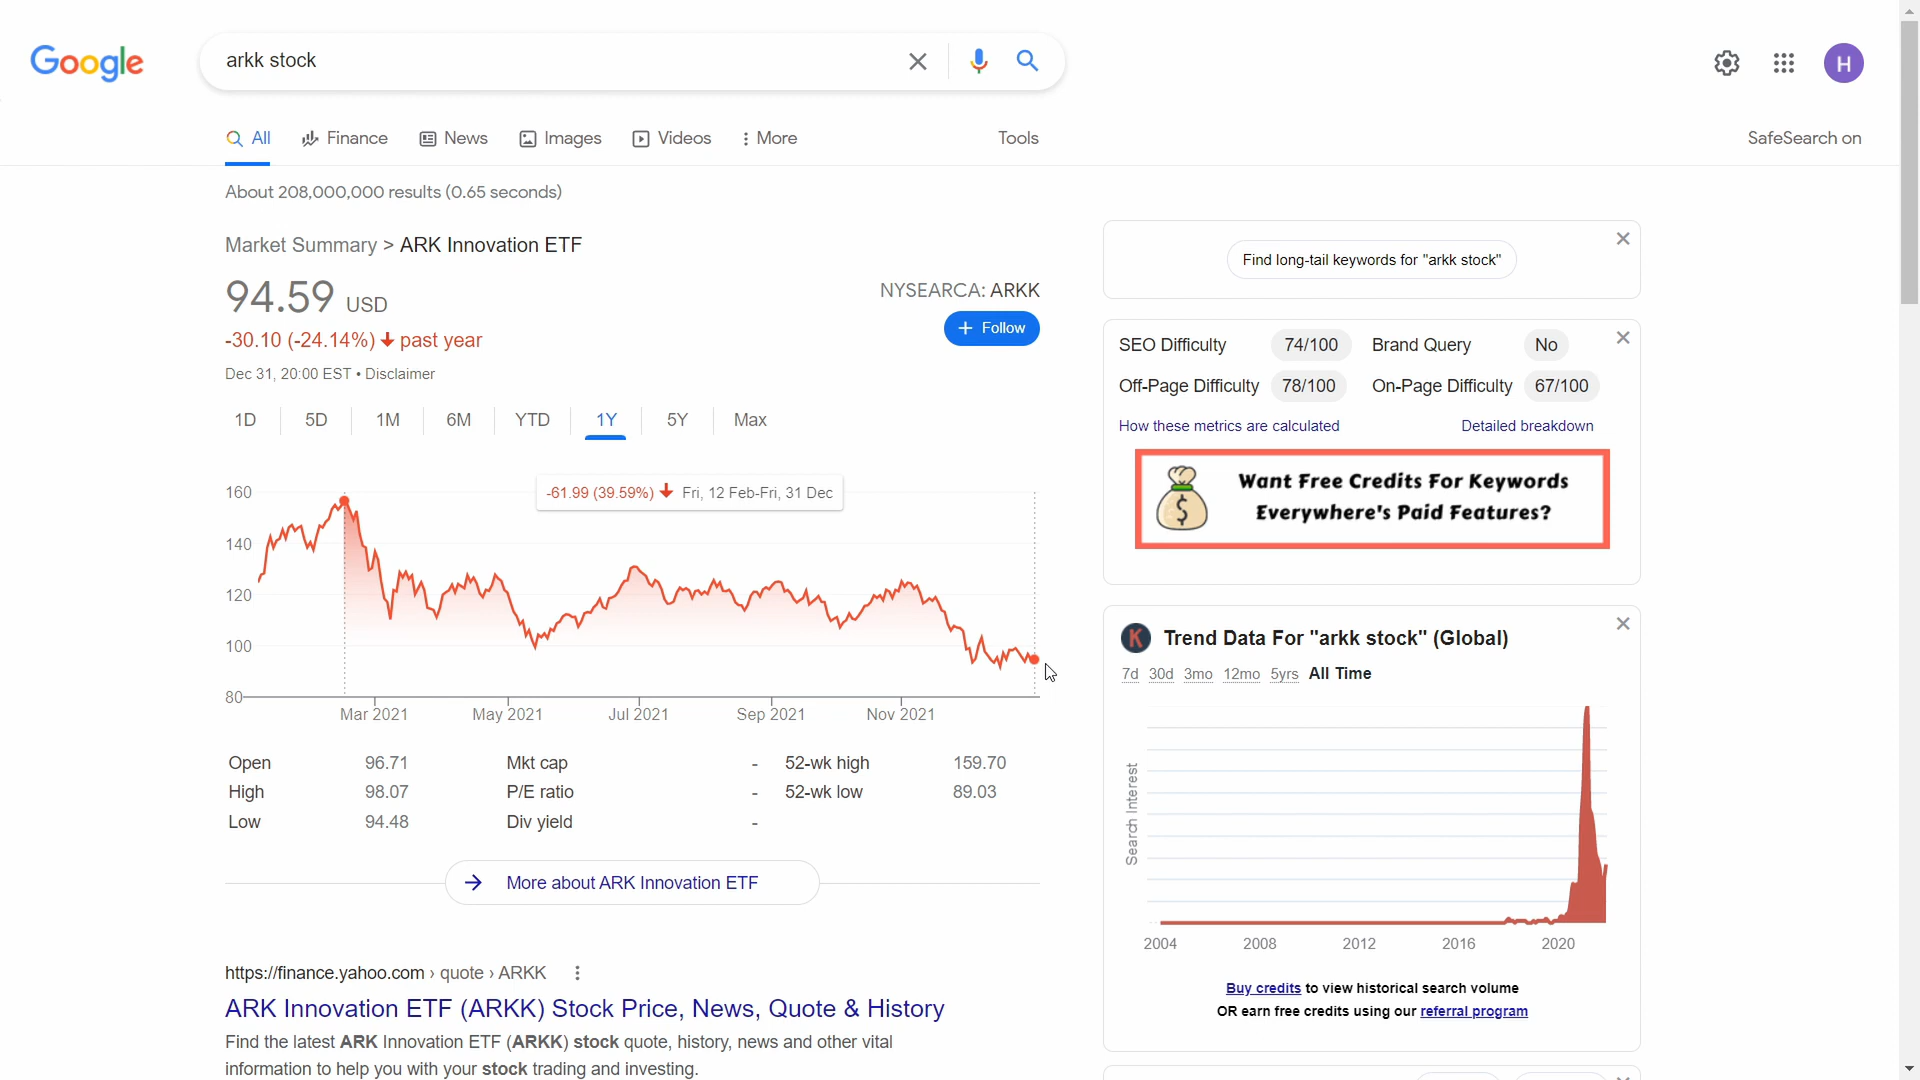 Google
arkk stock
H
All
Finance
News
Images
Videos
More
Tools
SafeSearch on
About 208,000,000 results (0.65 seconds)
Market Summary > ARK Innovation ETF
94.59 USD
NYSEARCA: ARKK
-30.10 (-24.14%) past year
+ Follow
Dec 31, 20:00 EST • Disclaimer
1D
5D
1M
6M
YTD
1Y
5Y
Max
-61.99 (39.59%) Fri, 12 Feb-Fri, 31 Dec
160
140
120
100
80
Mar 2021
May 2021
Jul 2021
Sep 2021
Nov 2021
Open 96.71 Mkt cap - 52-wk high 159.70
High 98.07 P/E ratio - 52-wk low 89.03
Low 94.48 Div yield -
More about ARK Innovation ETF
https://finance.yahoo.com › quote › ARKK
ARK Innovation ETF (ARKK) Stock Price, News, Quote & History
Find the latest ARK Innovation ETF (ARKK) stock quote, history, news and other vital
information to help you with your stock trading and investing.
Find long-tail keywords for "arkk stock"
SEO Difficulty 74/100 Brand Query No
Off-Page Difficulty 78/100 On-Page Difficulty 67/100
How these metrics are calculated
Detailed breakdown
$
Want Free Credits For Keywords
Everywhere's Paid Features?
K
Trend Data For "arkk stock" (Global)
7d 30d 3mo 12mo 5yrs All Time
Search Interest
2004
2008
2012
2016
2020
Buy credits to view historical search volume
OR earn free credits using our referral program